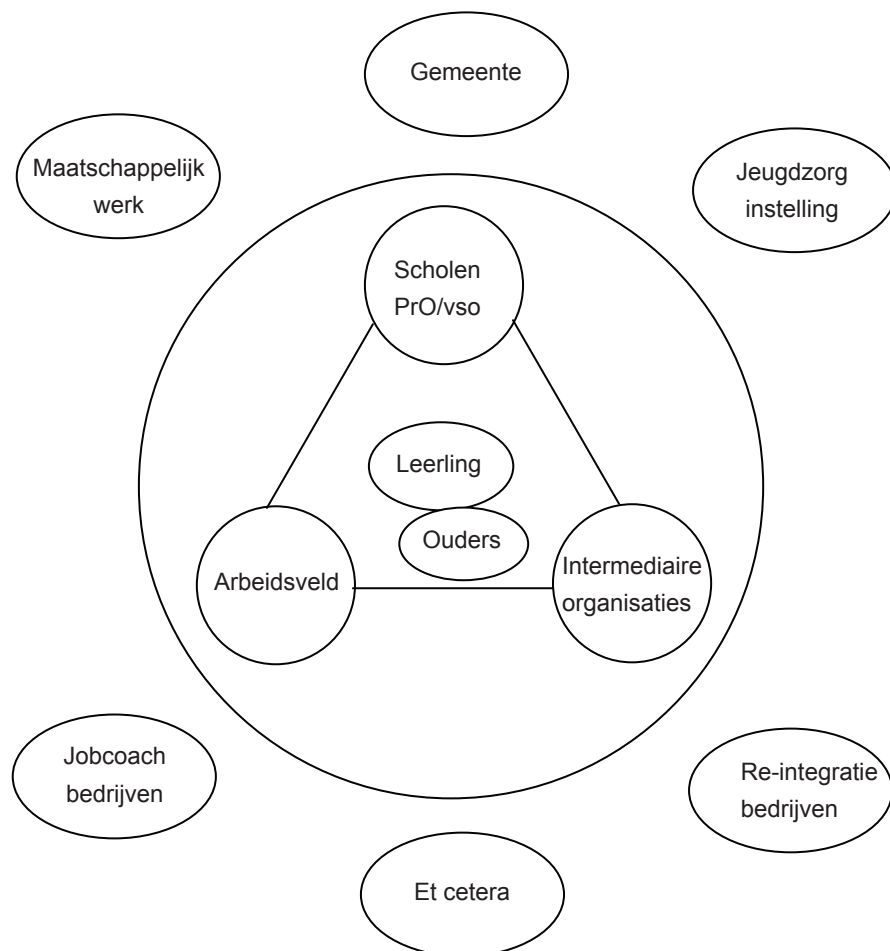 Gemeente
Maatschappelijk
werk
Jeugdzorg
instelling
Scholen
PrO/vso
Leerling
Ouders
Arbeidsveld
Intermediaire
organisaties
Jobcoach
bedrijven
Re-integratie
bedrijven
Et cetera